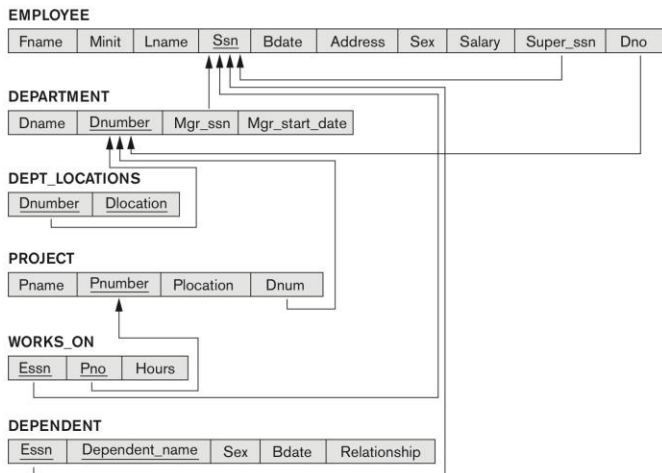 EMPLOYEE
Fname Minit Lname Ssn Bdate Address Sex Salary Super_ssn Dno
DEPARTMENT
Dname Dnumber Mgr_ssn Mgr_start_date
DEPT_LOCATIONS
Dnumber Dlocation
PROJECT
Pname Pnumber Plocation Dnum
WORKS_ON
Essn Pno Hours
DEPENDENT
Essn Dependent_name Sex Bdate Relationship